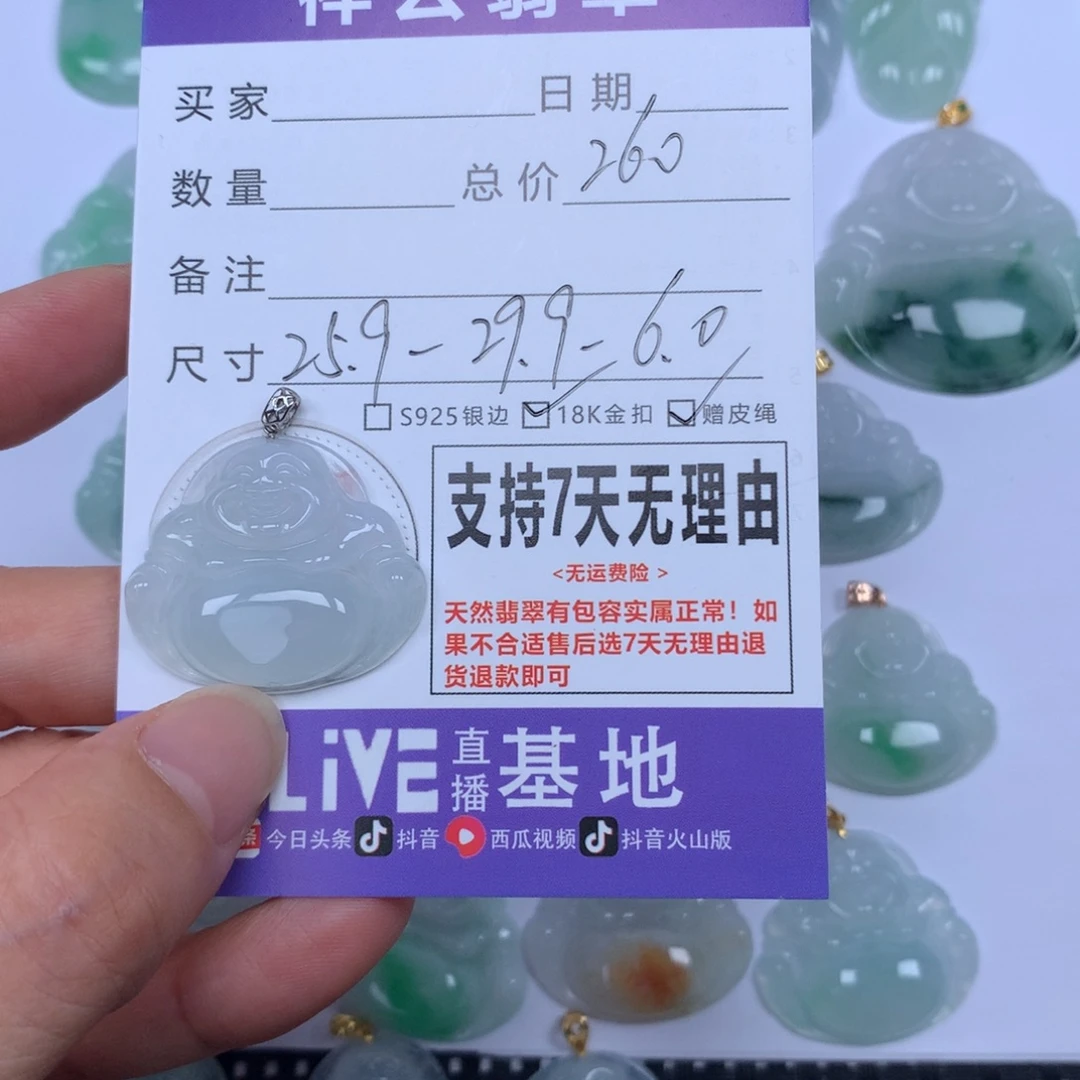 祥云翡翠
买家 日期
数量 总价 260
备注
尺寸 25.9-29.9-6.0
S925银边 18K金扣 赠皮绳
支持7天无理由
<无运费险 >
天然翡翠有包容实属正常！如
果不合适售后选7天无理由退
货退款即可
LiVE 直播 基地
今日头条 抖音 西瓜视频 抖音火山版